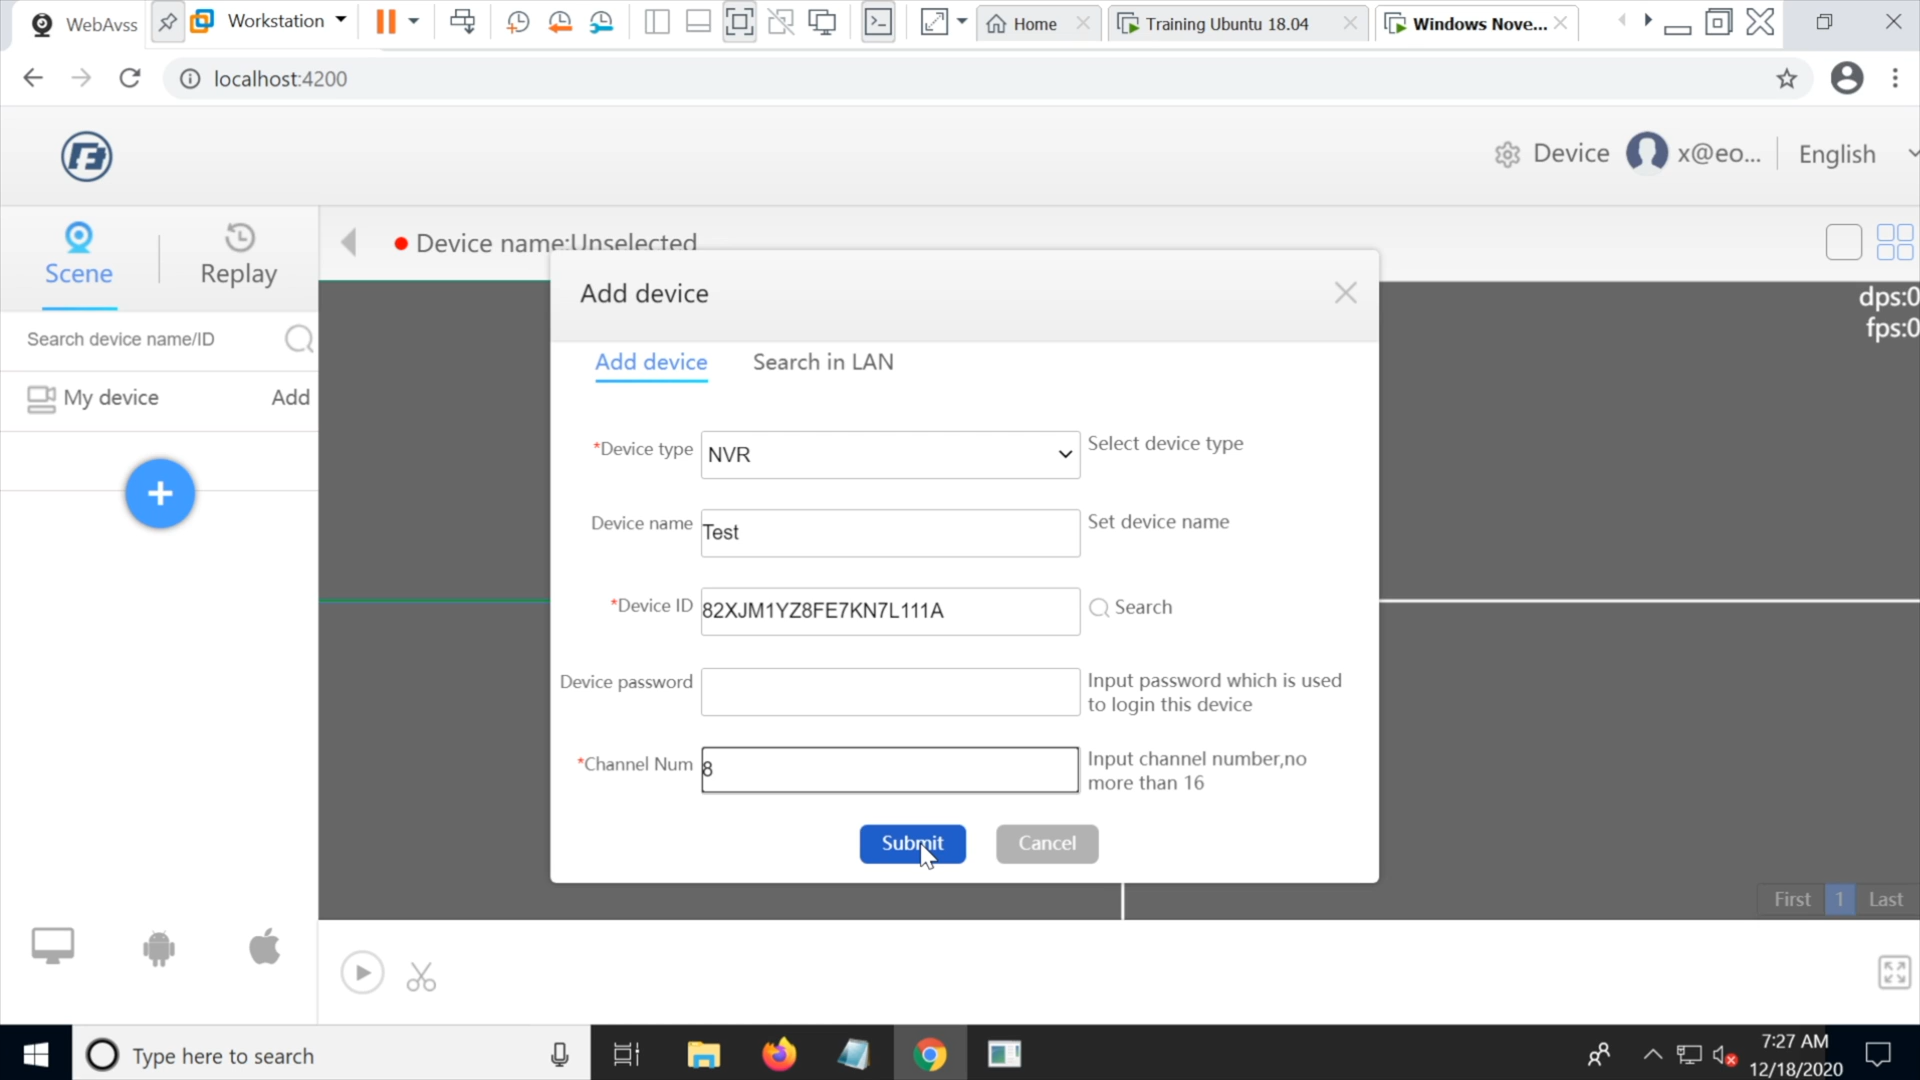 WebAvss
Workstation
Home
Training Ubuntu 18.04
Windows Nove...
localhost:4200
Device
x@eo...
English
Scene
Replay
Device name:Unselected
dps:0
fps:0
Search device name/ID
My device
Add
Add device
Add device
Search in LAN
*Device type
NVR
Select device type
Device name
Test
Set device name
*Device ID
82XJM1YZ8FE7KN7L111A
Search
Device password
Input password which is used
to login this device
*Channel Num
8
Input channel number,no
more than 16
Submit
Cancel
First
1
Last
Type here to search
7:27 AM
12/18/2020